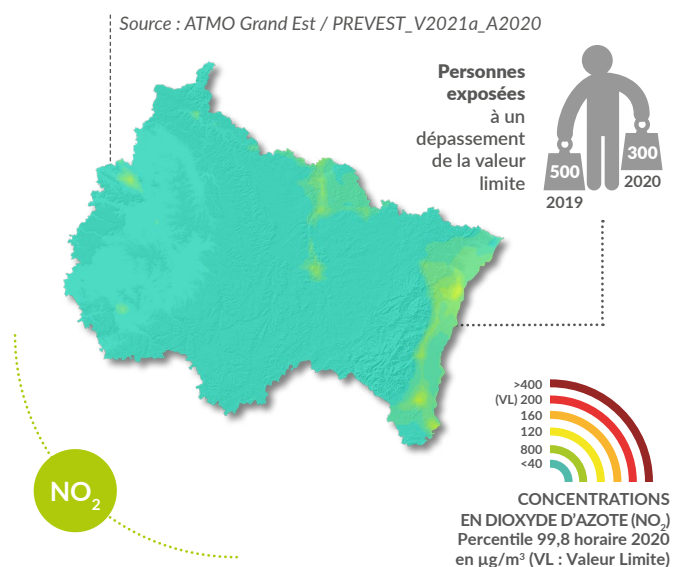 Source : ATMO Grand Est / PREVEST_V2021a_A2020
Personnes
exposées
à un
dépassement
de la valeur
limite
500
2019
300
2020
>400
(VL) 200
160
120
800
<40
NO2
CONCENTRATIONS
EN DIOXYDE D'AZOTE (NO2)
Percentile 99,8 horaire 2020
en µg/m³ (VL : Valeur Limite)